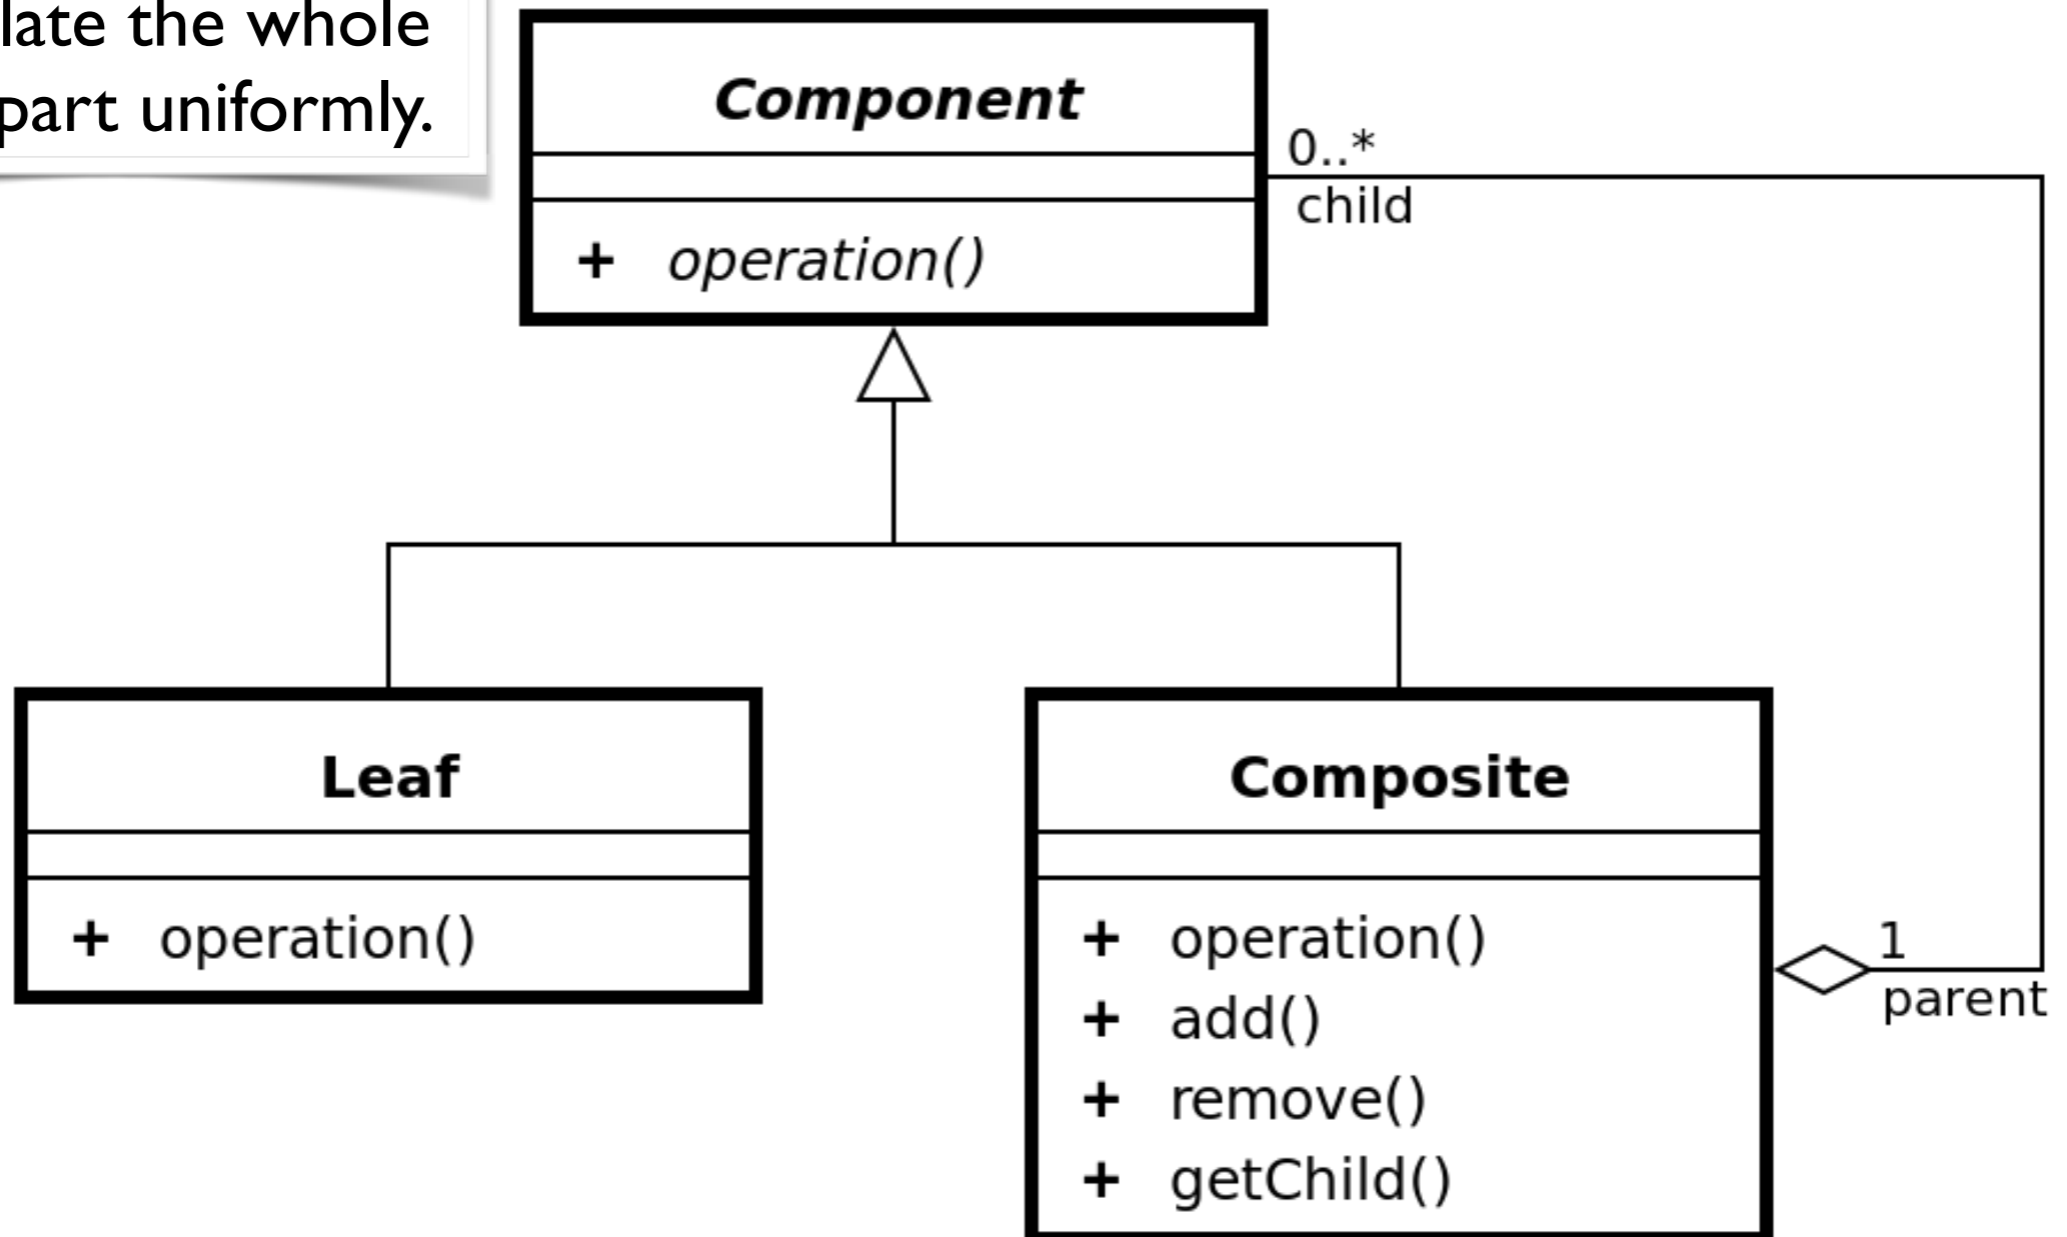 late the whole
part uniformly.
Component
+ operation()
0..*
child
Leaf
+ operation()
Composite
+ operation()
+ add()
+ remove()
+ getChild()
1
parent